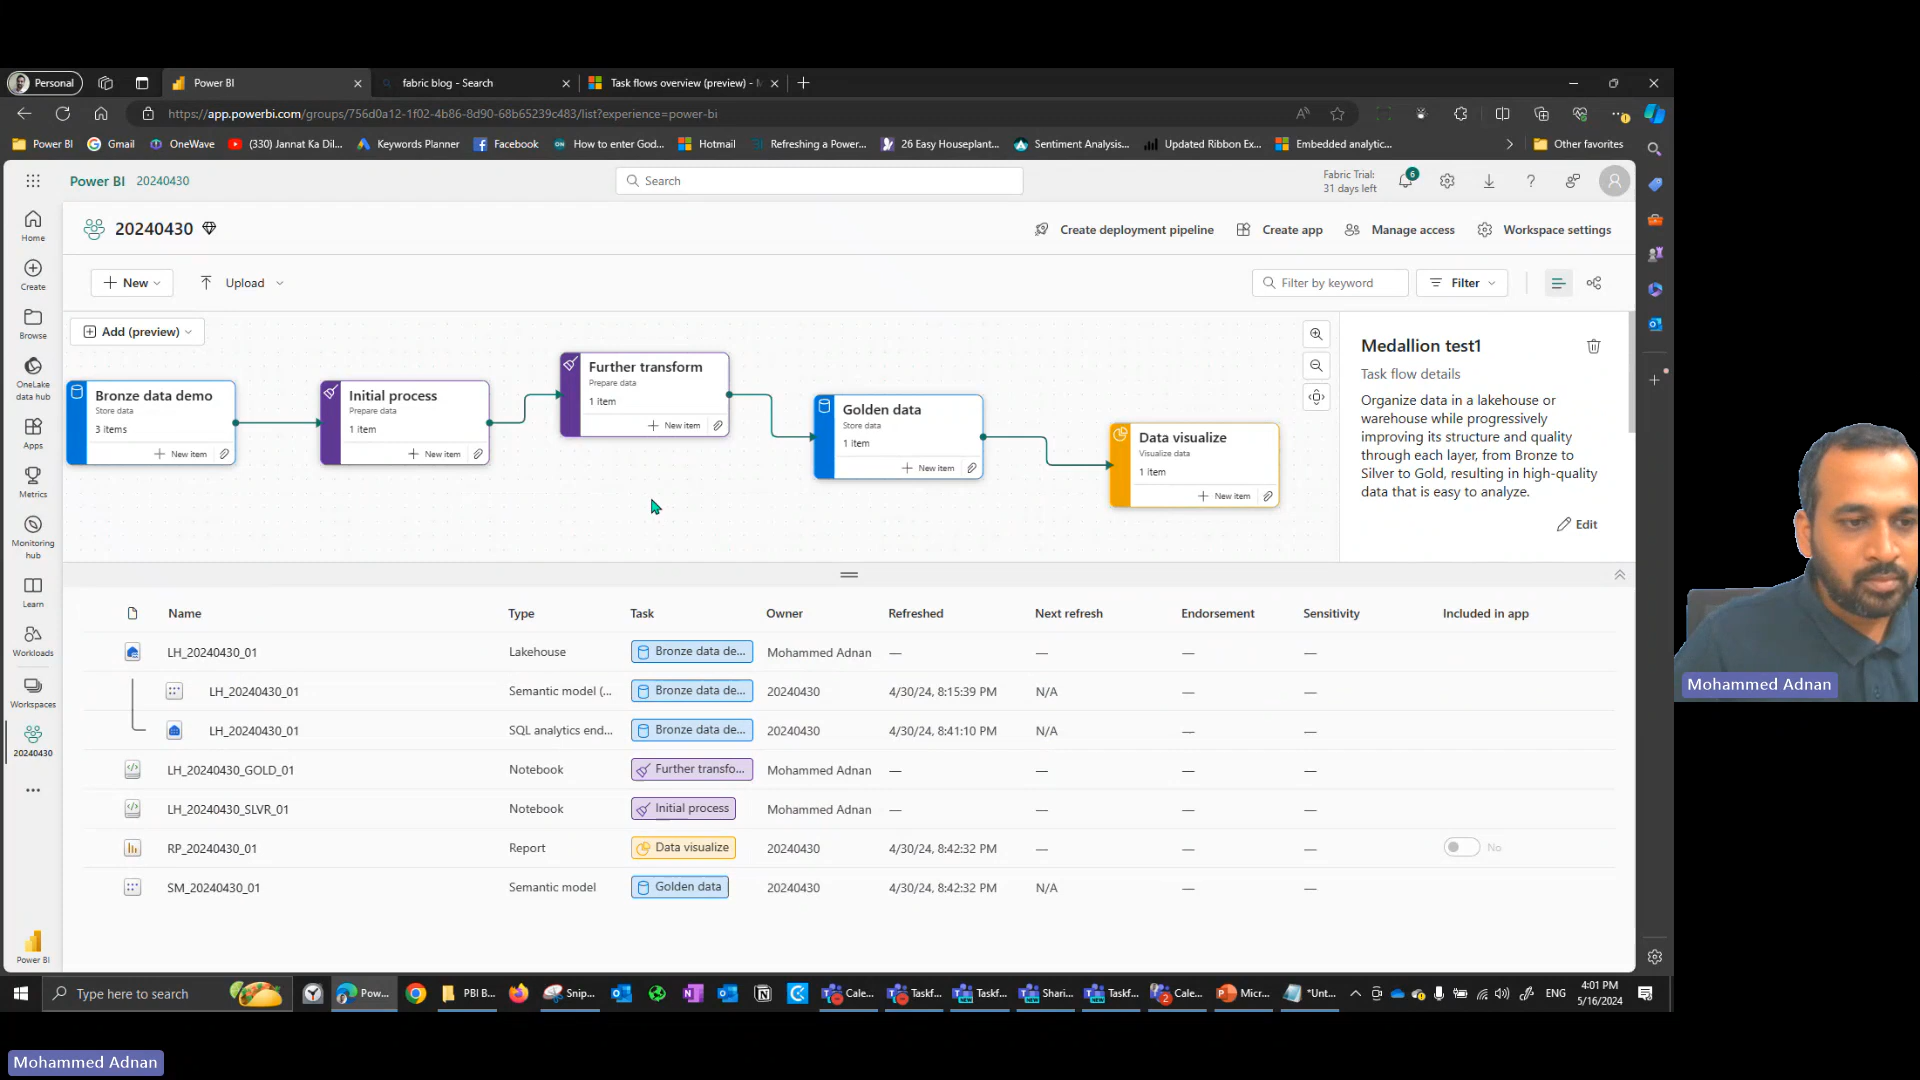 Personal
Power BI
fabric blog - Search
Task flows overview (preview) -
https://app.powerbi.com/groups/756d0a12-1f02-4b86-8d90-68b65239c483/list?experience=power-bi
Power BI
Gmail
OneWave
(330) Jannat Ka Dil...
Keywords Planner
Facebook
How to enter God...
Hotmail
Refreshing a Power...
26 Easy Houseplant...
Sentiment Analysis...
Updated Ribbon Ex...
Embedded analytic...
Other favorites
Power BI 20240430
Search
Fabric Trial:
31 days left
6
20240430
Create deployment pipeline
Create app
Manage access
Workspace settings
New
Upload
Filter by keyword
Filter
Add (preview)
Home
Create
Browse
OneLake
data hub
Apps
Metrics
Monitoring
hub
Learn
Workloads
Workspaces
20240430
Power BI
Bronze data demo
Store data
3 items
New item
Initial process
Prepare data
1 item
New item
Further transform
Prepare data
1 item
New item
Golden data
Store data
1 item
New item
Data visualize
Visualize data
1 item
New item
Medallion test1
Task flow details
Organize data in a lakehouse or
warehouse while progressively
improving its structure and quality
through each layer, from Bronze to
Silver to Gold, resulting in high-quality
data that is easy to analyze.
Edit
Name Type Task Owner Refreshed Next refresh Endorsement Sensitivity Included in app
LH_20240430_01 Lakehouse Bronze data de... Mohammed Adnan — — — —
LH_20240430_01 Semantic model (... Bronze data de... 20240430 4/30/24, 8:15:39 PM N/A — —
LH_20240430_01 SQL analytics end... Bronze data de... 20240430 4/30/24, 8:41:10 PM N/A — —
LH_20240430_GOLD_01 Notebook Further transfo... Mohammed Adnan — — — —
LH_20240430_SLVR_01 Notebook Initial process Mohammed Adnan — — — —
RP_20240430_01 Report Data visualize 20240430 4/30/24, 8:42:32 PM — — — No
SM_20240430_01 Semantic model Golden data 20240430 4/30/24, 8:42:32 PM N/A — —
Mohammed Adnan
Type here to search
Pow...
PBI B...
Snip...
Cale...
Taskf...
Taskf...
Shari...
Taskf...
2
Cale...
Micr...
*Unt...
ENG
4:01 PM
5/16/2024
Mohammed Adnan